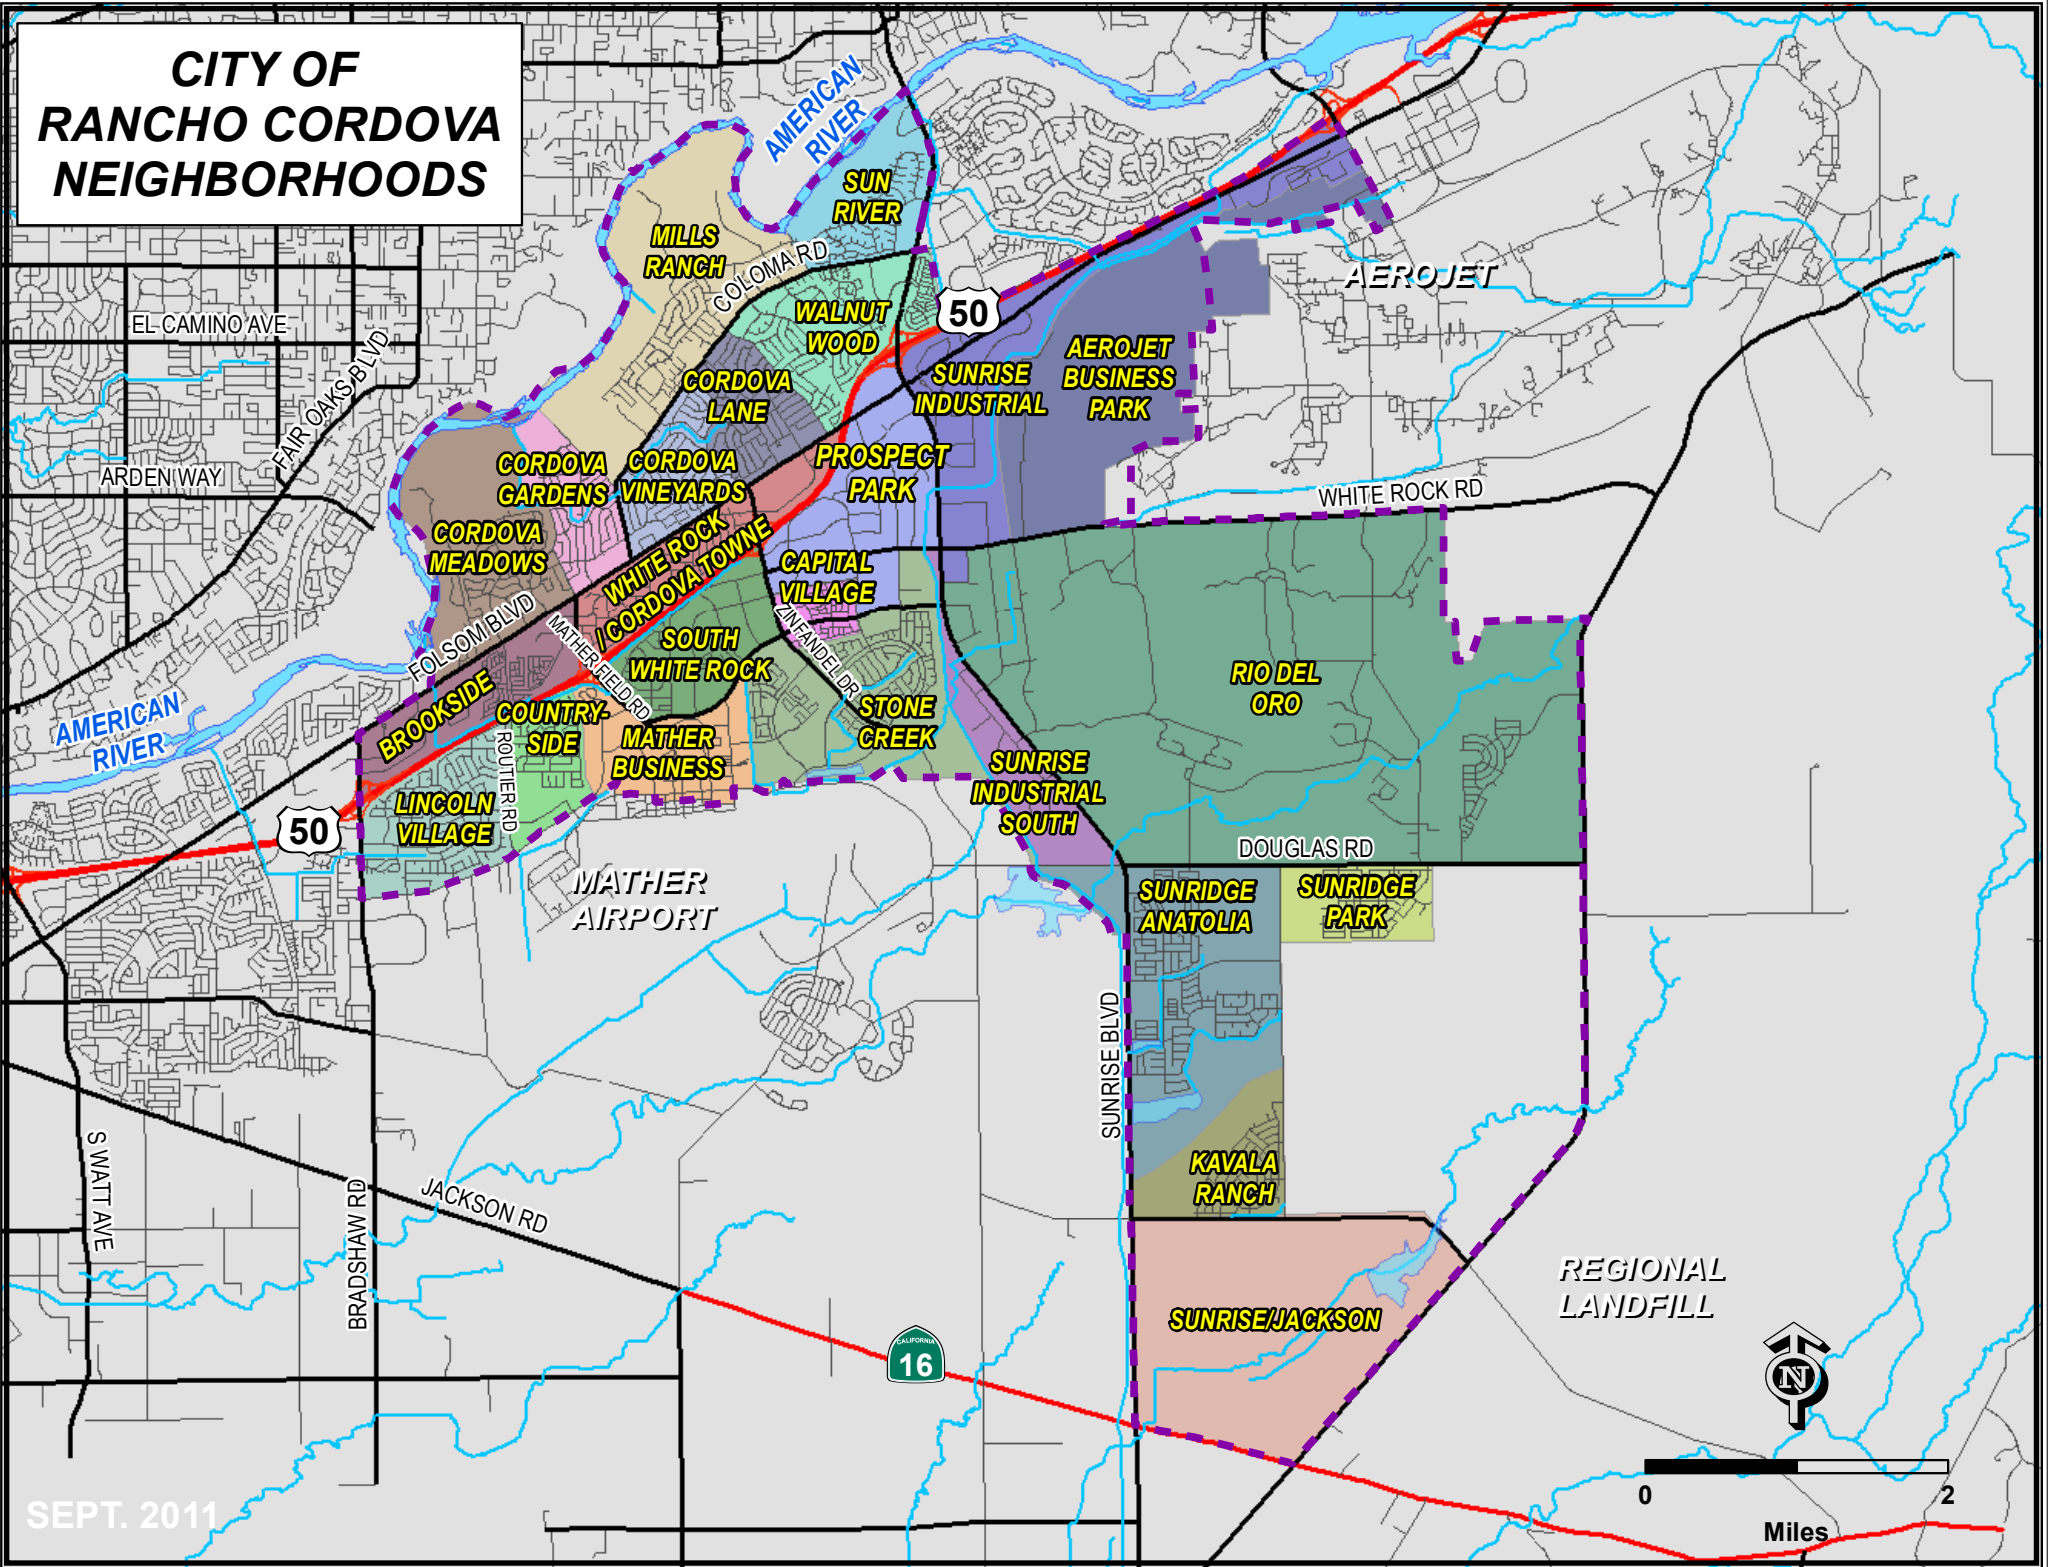 CITY OF
RANCHO CORDOVA
NEIGHBORHOODS
AMERICAN
RIVER
SUN
RIVER
MILLS
RANCH
COLOMA RD
AEROJET
50
WALNUT
WOOD
EL CAMINO AVE
FAIR OAKS BLVD
AEROJET
BUSINESS
PARK
SUNRISE
INDUSTRIAL
CORDOVA
LANE
ARDEN WAY
CORDOVA
GARDENS
CORDOVA
VINEYARDS
PROSPECT
PARK
WHITE ROCK RD
CORDOVA
MEADOWS
WHITE ROCK
/ CORDOVA TOWNE
CAPITAL
VILLAGE
FOLSOM BLVD
MATHER FIELD RD
ZINFANDEL DR
SOUTH
WHITE ROCK
RIO DEL
ORO
AMERICAN
RIVER
BROOKSIDE
COUNTRY-
SIDE
ROUTIER RD
MATHER
BUSINESS
STONE
CREEK
SUNRISE
INDUSTRIAL
SOUTH
50
LINCOLN
VILLAGE
DOUGLAS RD
MATHER
AIRPORT
SUNRIDGE
ANATOLIA
SUNRIDGE
PARK
SUNRISE BLVD
S WATT AVE
BRADSHAW RD
JACKSON RD
KAVALA
RANCH
REGIONAL
LANDFILL
SUNRISE/JACKSON
CALIFORNIA
16
N
SEPT. 2011
0 2
Miles